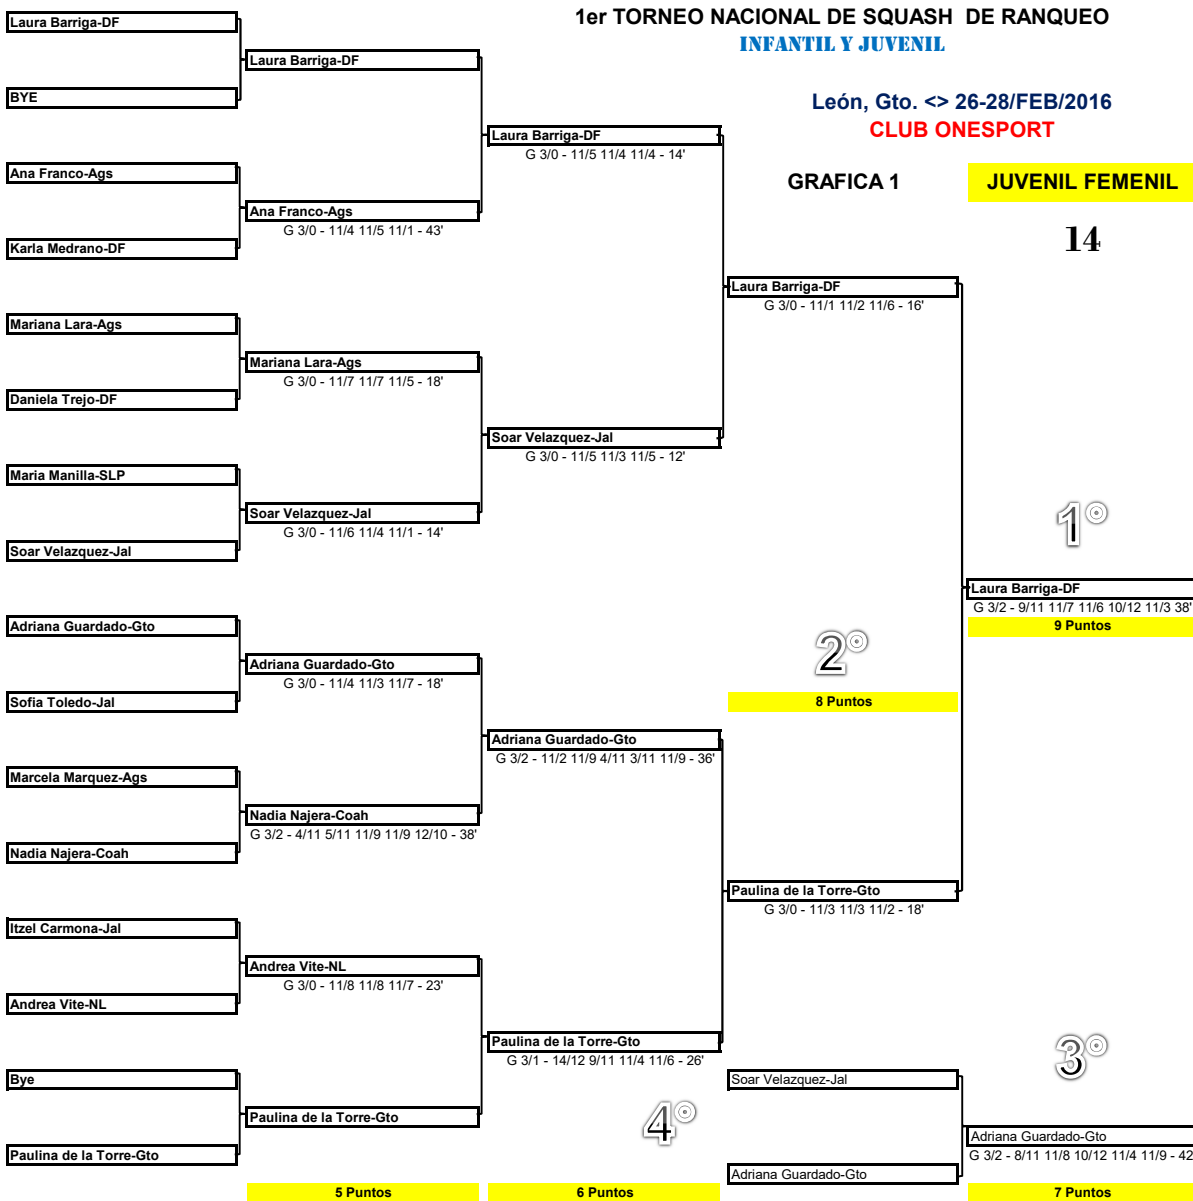 1er TORNEO NACIONAL DE SQUASH DE RANQUEO
INFANTIL Y JUVENIL
León, Gto. <> 26-28/FEB/2016
CLUB ONESPORT
GRAFICA 1
JUVENIL FEMENIL
14
Laura Barriga-DF
BYE
Ana Franco-Ags
Karla Medrano-DF
Mariana Lara-Ags
Daniela Trejo-DF
Maria Manilla-SLP
Soar Velazquez-Jal
Adriana Guardado-Gto
Sofia Toledo-Jal
Marcela Marquez-Ags
Nadia Najera-Coah
Itzel Carmona-Jal
Andrea Vite-NL
Bye
Paulina de la Torre-Gto
Laura Barriga-DF
Ana Franco-Ags
G 3/0 - 11/4 11/5 11/1 - 43'
Mariana Lara-Ags
G 3/0 - 11/7 11/7 11/5 - 18'
Soar Velazquez-Jal
G 3/0 - 11/6 11/4 11/1 - 14'
Adriana Guardado-Gto
G 3/0 - 11/4 11/3 11/7 - 18'
Nadia Najera-Coah
G 3/2 - 4/11 5/11 11/9 11/9 12/10 - 38'
Andrea Vite-NL
G 3/0 - 11/8 11/8 11/7 - 23'
Paulina de la Torre-Gto
5 Puntos
Laura Barriga-DF
G 3/0 - 11/5 11/4 11/4 - 14'
Soar Velazquez-Jal
G 3/0 - 11/5 11/3 11/5 - 12'
Adriana Guardado-Gto
G 3/2 - 11/2 11/9 4/11 3/11 11/9 - 36'
Paulina de la Torre-Gto
G 3/1 - 14/12 9/11 11/4 11/6 - 26'
4°
6 Puntos
Laura Barriga-DF
G 3/0 - 11/1 11/2 11/6 - 16'
2°
8 Puntos
Paulina de la Torre-Gto
G 3/0 - 11/3 11/3 11/2 - 18'
Soar Velazquez-Jal
Adriana Guardado-Gto
1°
Laura Barriga-DF
G 3/2 - 9/11 11/7 11/6 10/12 11/3 38'
9 Puntos
3°
Adriana Guardado-Gto
G 3/2 - 8/11 11/8 10/12 11/4 11/9 - 42
7 Puntos